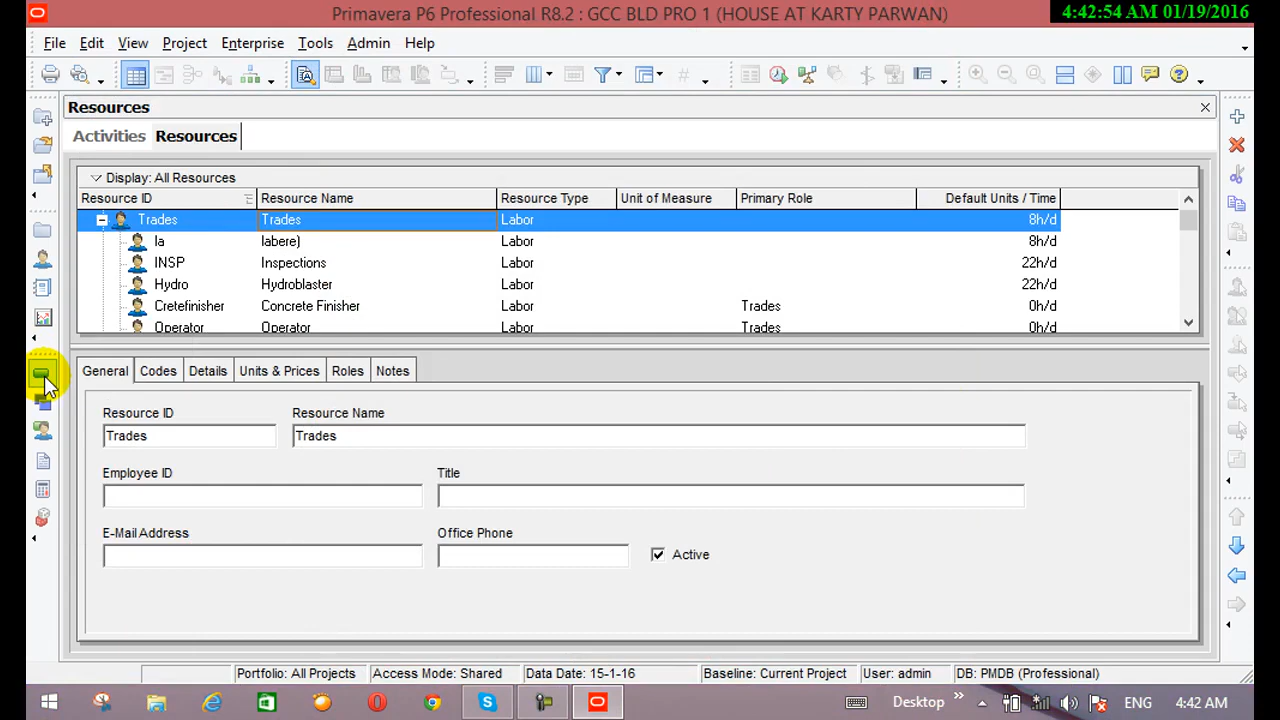 Primavera P6 Professional R8.2 : GCC BLD PRO 1 (HOUSE AT KARTY PARWAN)
4:42:54 AM 01/19/2016
File Edit View Project Enterprise Tools Admin Help
Resources
Activities Resources
Display: All Resources
Resource ID Resource Name Resource Type Unit of Measure Primary Role Default Units / Time
Trades Trades Labor 8h/d
la labere) Labor 8h/d
INSP Inspections Labor 22h/d
Hydro Hydroblaster Labor 22h/d
Cretefinisher Concrete Finisher Labor Trades 0h/d
Operator Operator Labor Trades 0h/d
General Codes Details Units & Prices Roles Notes
Resource ID Resource Name
Trades Trades
Employee ID Title
E-Mail Address Office Phone
Active
Portfolio: All Projects Access Mode: Shared Data Date: 15-1-16 Baseline: Current Project User: admin DB: PMDB (Professional)
Desktop ENG 4:42 AM